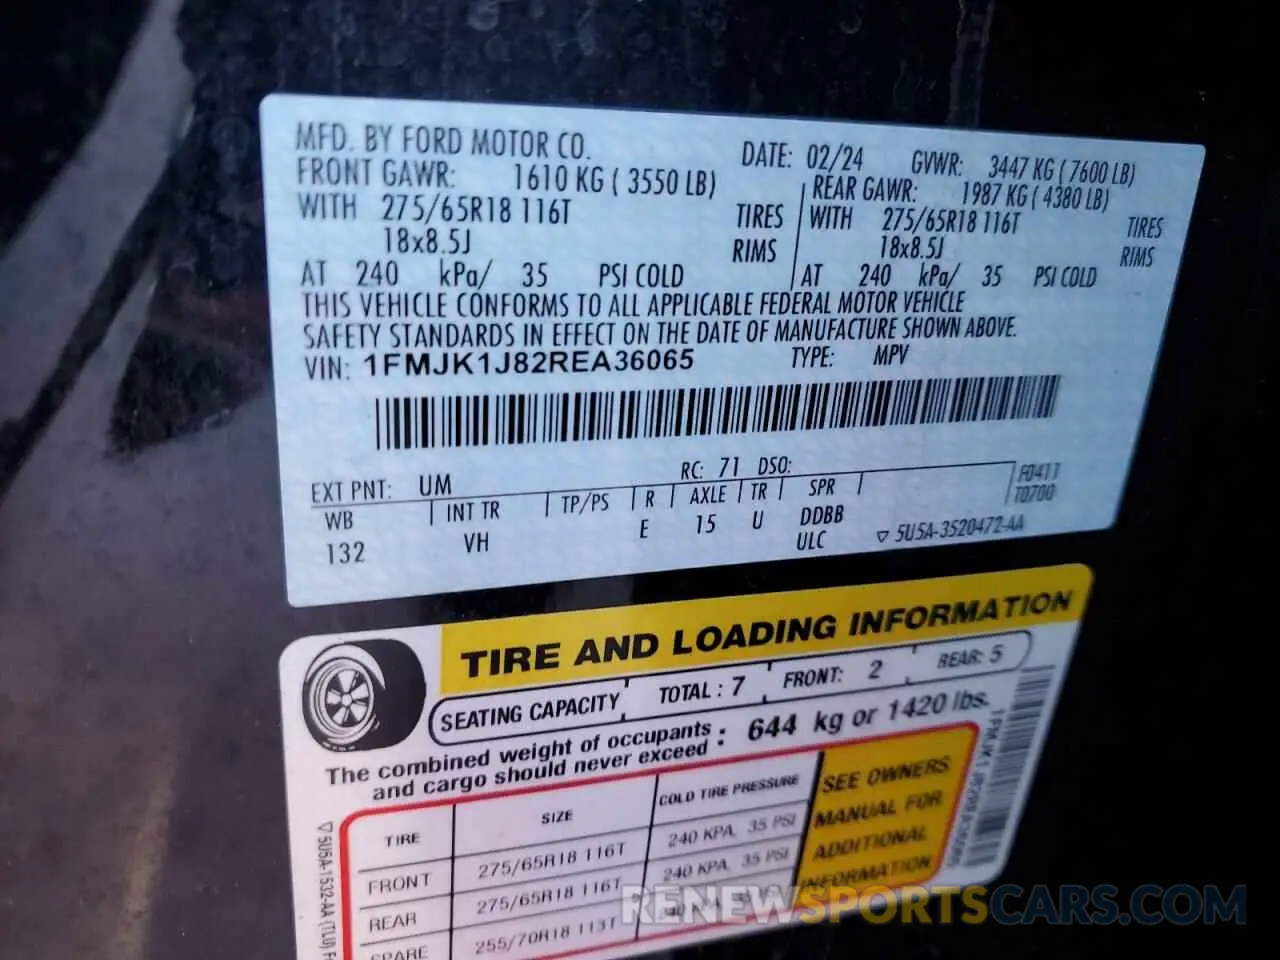 MFD. BY FORD MOTOR CO. DATE: 02/24 GVWR: 3447 KG ( 7600 LB)
FRONT GAWR: 1610 KG ( 3550 LB) REAR GAWR: 1987 KG ( 4380 LB)
WITH 275/65R18 116T TIRES WITH 275/65R18 116T TIRES
18x8.5J RIMS 18x8.5J RIMS
AT 240 kPa/ 35 PSI COLD AT 240 kPa/ 35 PSI COLD
THIS VEHICLE CONFORMS TO ALL APPLICABLE FEDERAL MOTOR VEHICLE
SAFETY STANDARDS IN EFFECT ON THE DATE OF MANUFACTURE SHOWN ABOVE.
VIN: 1FMJK1J82REA36065 TYPE: MPV
EXT PNT: UM RC: 71 DSO:
WB INT TR TP/PS R AXLE TR SPR F0411
T0700
132 VH E 15 U DDBB
ULC ▽ 5U5A-3520472-AA
TIRE AND LOADING INFORMATION
SEATING CAPACITY TOTAL : 7 FRONT: 2 REAR: 5
The combined weight of occupants
and cargo should never exceed : 644 kg or 1420 lbs.
TIRE SIZE COLD TIRE PRESSURE
FRONT 275/65R18 116T 240 KPA, 35 PSI
REAR 275/65R18 116T 240 KPA, 35 PSI
SPARE 255/70R18 113T
SEE OWNERS
MANUAL FOR
ADDITIONAL
INFORMATION
1FMJK1J82REA36065
▽ 5U5A-1532-AA (TLU)
RENEWSPORTSCARS.COM